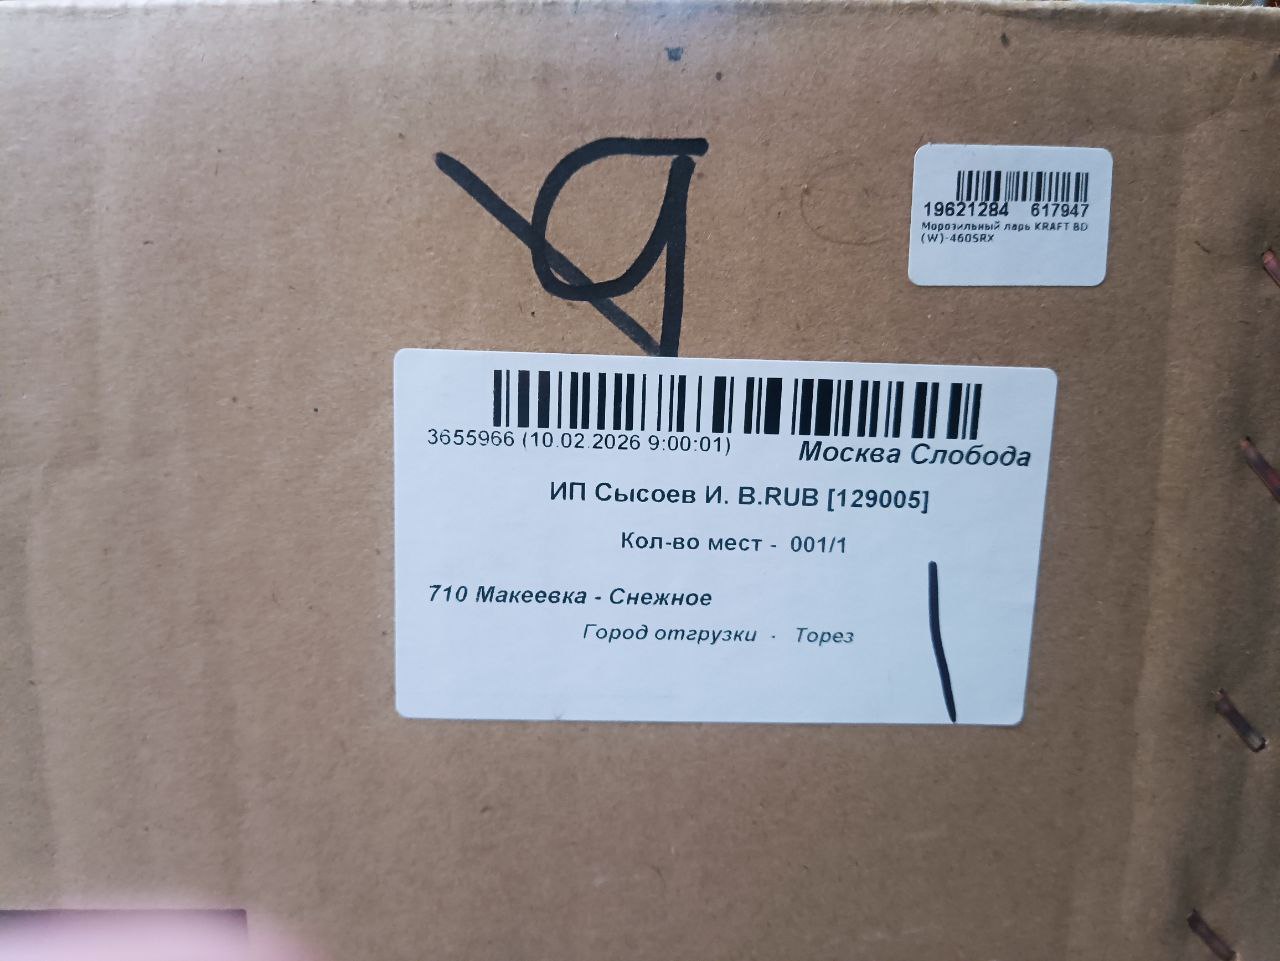 19621284 617947
Морозильный ларь KRAFT BD
(W)-460SRX
3655966 (10.02.2026 9:00:01)
Москва Слобода
ИП Сысоев И. В.RUB [129005]
Кол-во мест - 001/1
710 Макеевка - Снежное
Город отгрузки - Торез